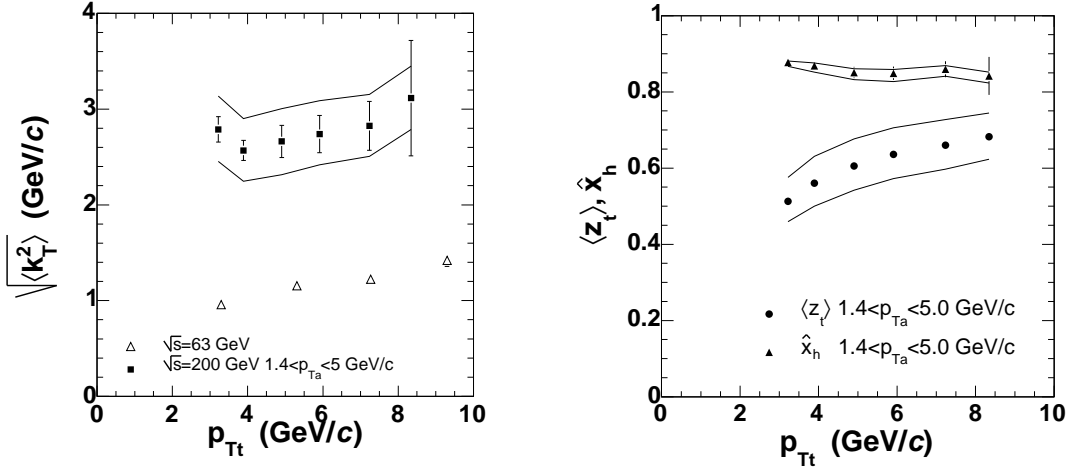 √⟨k²_T⟩ (GeV/c)
4
3
2
1
0
△ √s=63 GeV
■ √s=200 GeV 1.4<p_Ta<5 GeV/c
0 2 4 6 8 10
p_Tt (GeV/c)
⟨z_t⟩, x̂_h
1
0.8
0.6
0.4
0.2
0
● ⟨z_t⟩ 1.4<p_Ta<5.0 GeV/c
▲ x̂_h 1.4<p_Ta<5.0 GeV/c
0 2 4 6 8 10
p_Tt (GeV/c)